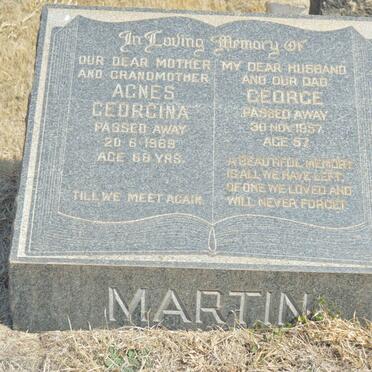 In Loving Memory Of
OUR DEAR MOTHER
AND GRANDMOTHER
AGNES
GEORGINA
PASSED AWAY
20-6-1969
AGE 68 YRS.
TILL WE MEET AGAIN.
MY DEAR HUSBAND
AND OUR DAD
GEORGE
PASSED AWAY
30 NOV. 1957.
AGE 57.
A BEAUTIFUL MEMORY
IS ALL WE HAVE LEFT,
OF ONE WE LOVED AND
WILL NEVER FORGET.
MARTIN